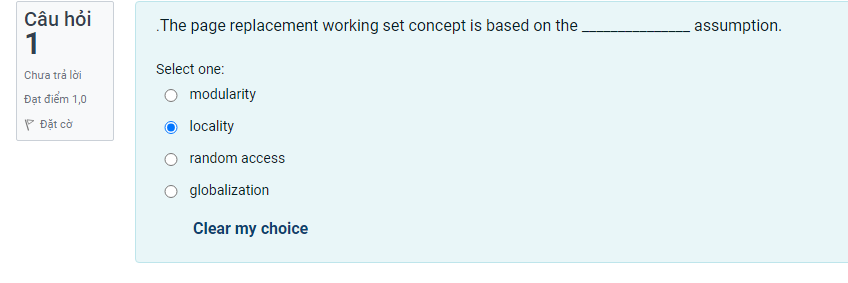 Câu hỏi
1
Chưa trả lời
Đạt điểm 1,0
Đặt cờ
.The page replacement working set concept is based on the _______________ assumption.
Select one:
modularity
locality
random access
globalization
Clear my choice